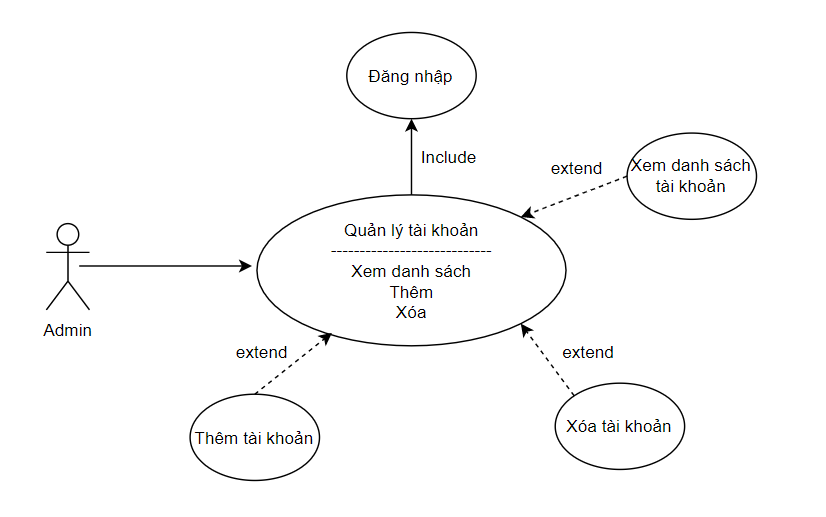 Đăng nhập
Include
extend
Xem danh sách
tài khoản
Quản lý tài khoản
----------------------------
Xem danh sách
Thêm
Xóa
Admin
extend
extend
Thêm tài khoản
Xóa tài khoản